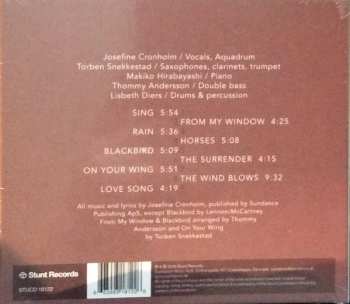 Josefine Cronholm / Vocals, Aquadrum
Torben Snekkestad / Saxophones, clarinets, trumpet
Makiko Hirabayashi / Piano
Thommy Andersson / Double bass
Lisbeth Diers / Drums & percussion
SING 5:54
FROM MY WINDOW 4:25
RAIN 5:36
HORSES 5:08
BLACKBIRD 5:09
THE SURRENDER 4:15
ON YOUR WING 5:51
THE WIND BLOWS 9:32
LOVE SONG 4:19
All music and lyrics by Josefine Cronholm, published by Sundance
Publishing ApS, except Blackbird by Lennon/McCartney
From My Window & Blackbird arranged by Thommy
Andersson and On Your Wing
by Torben Snekkestad
Stunt Records
STUCD 18132